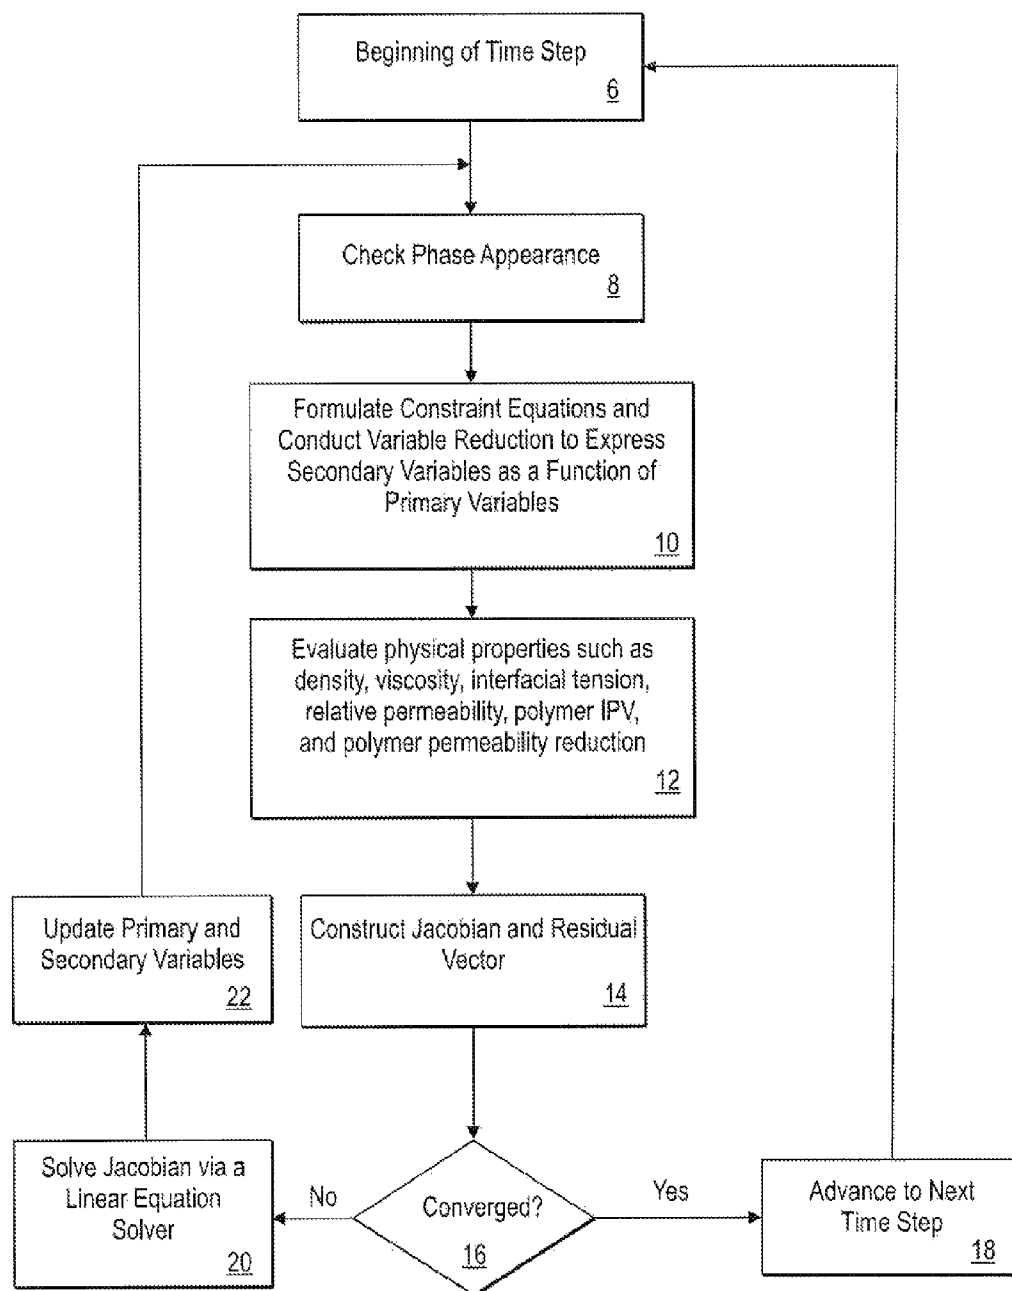 Beginning of Time Step
6
Check Phase Appearance
8
Formulate Constraint Equations and
Conduct Variable Reduction to Express
Secondary Variables as a Function of
Primary Variables
10
Evaluate physical properties such as
density, viscosity, interfacial tension,
relative permeability, polymer IPV,
and polymer permeability reduction
12
Construct Jacobian and Residual
Vector
14
Update Primary and
Secondary Variables
22
Solve Jacobian via a
Linear Equation
Solver
20
No
Converged?
16
Yes
Advance to Next
Time Step
18